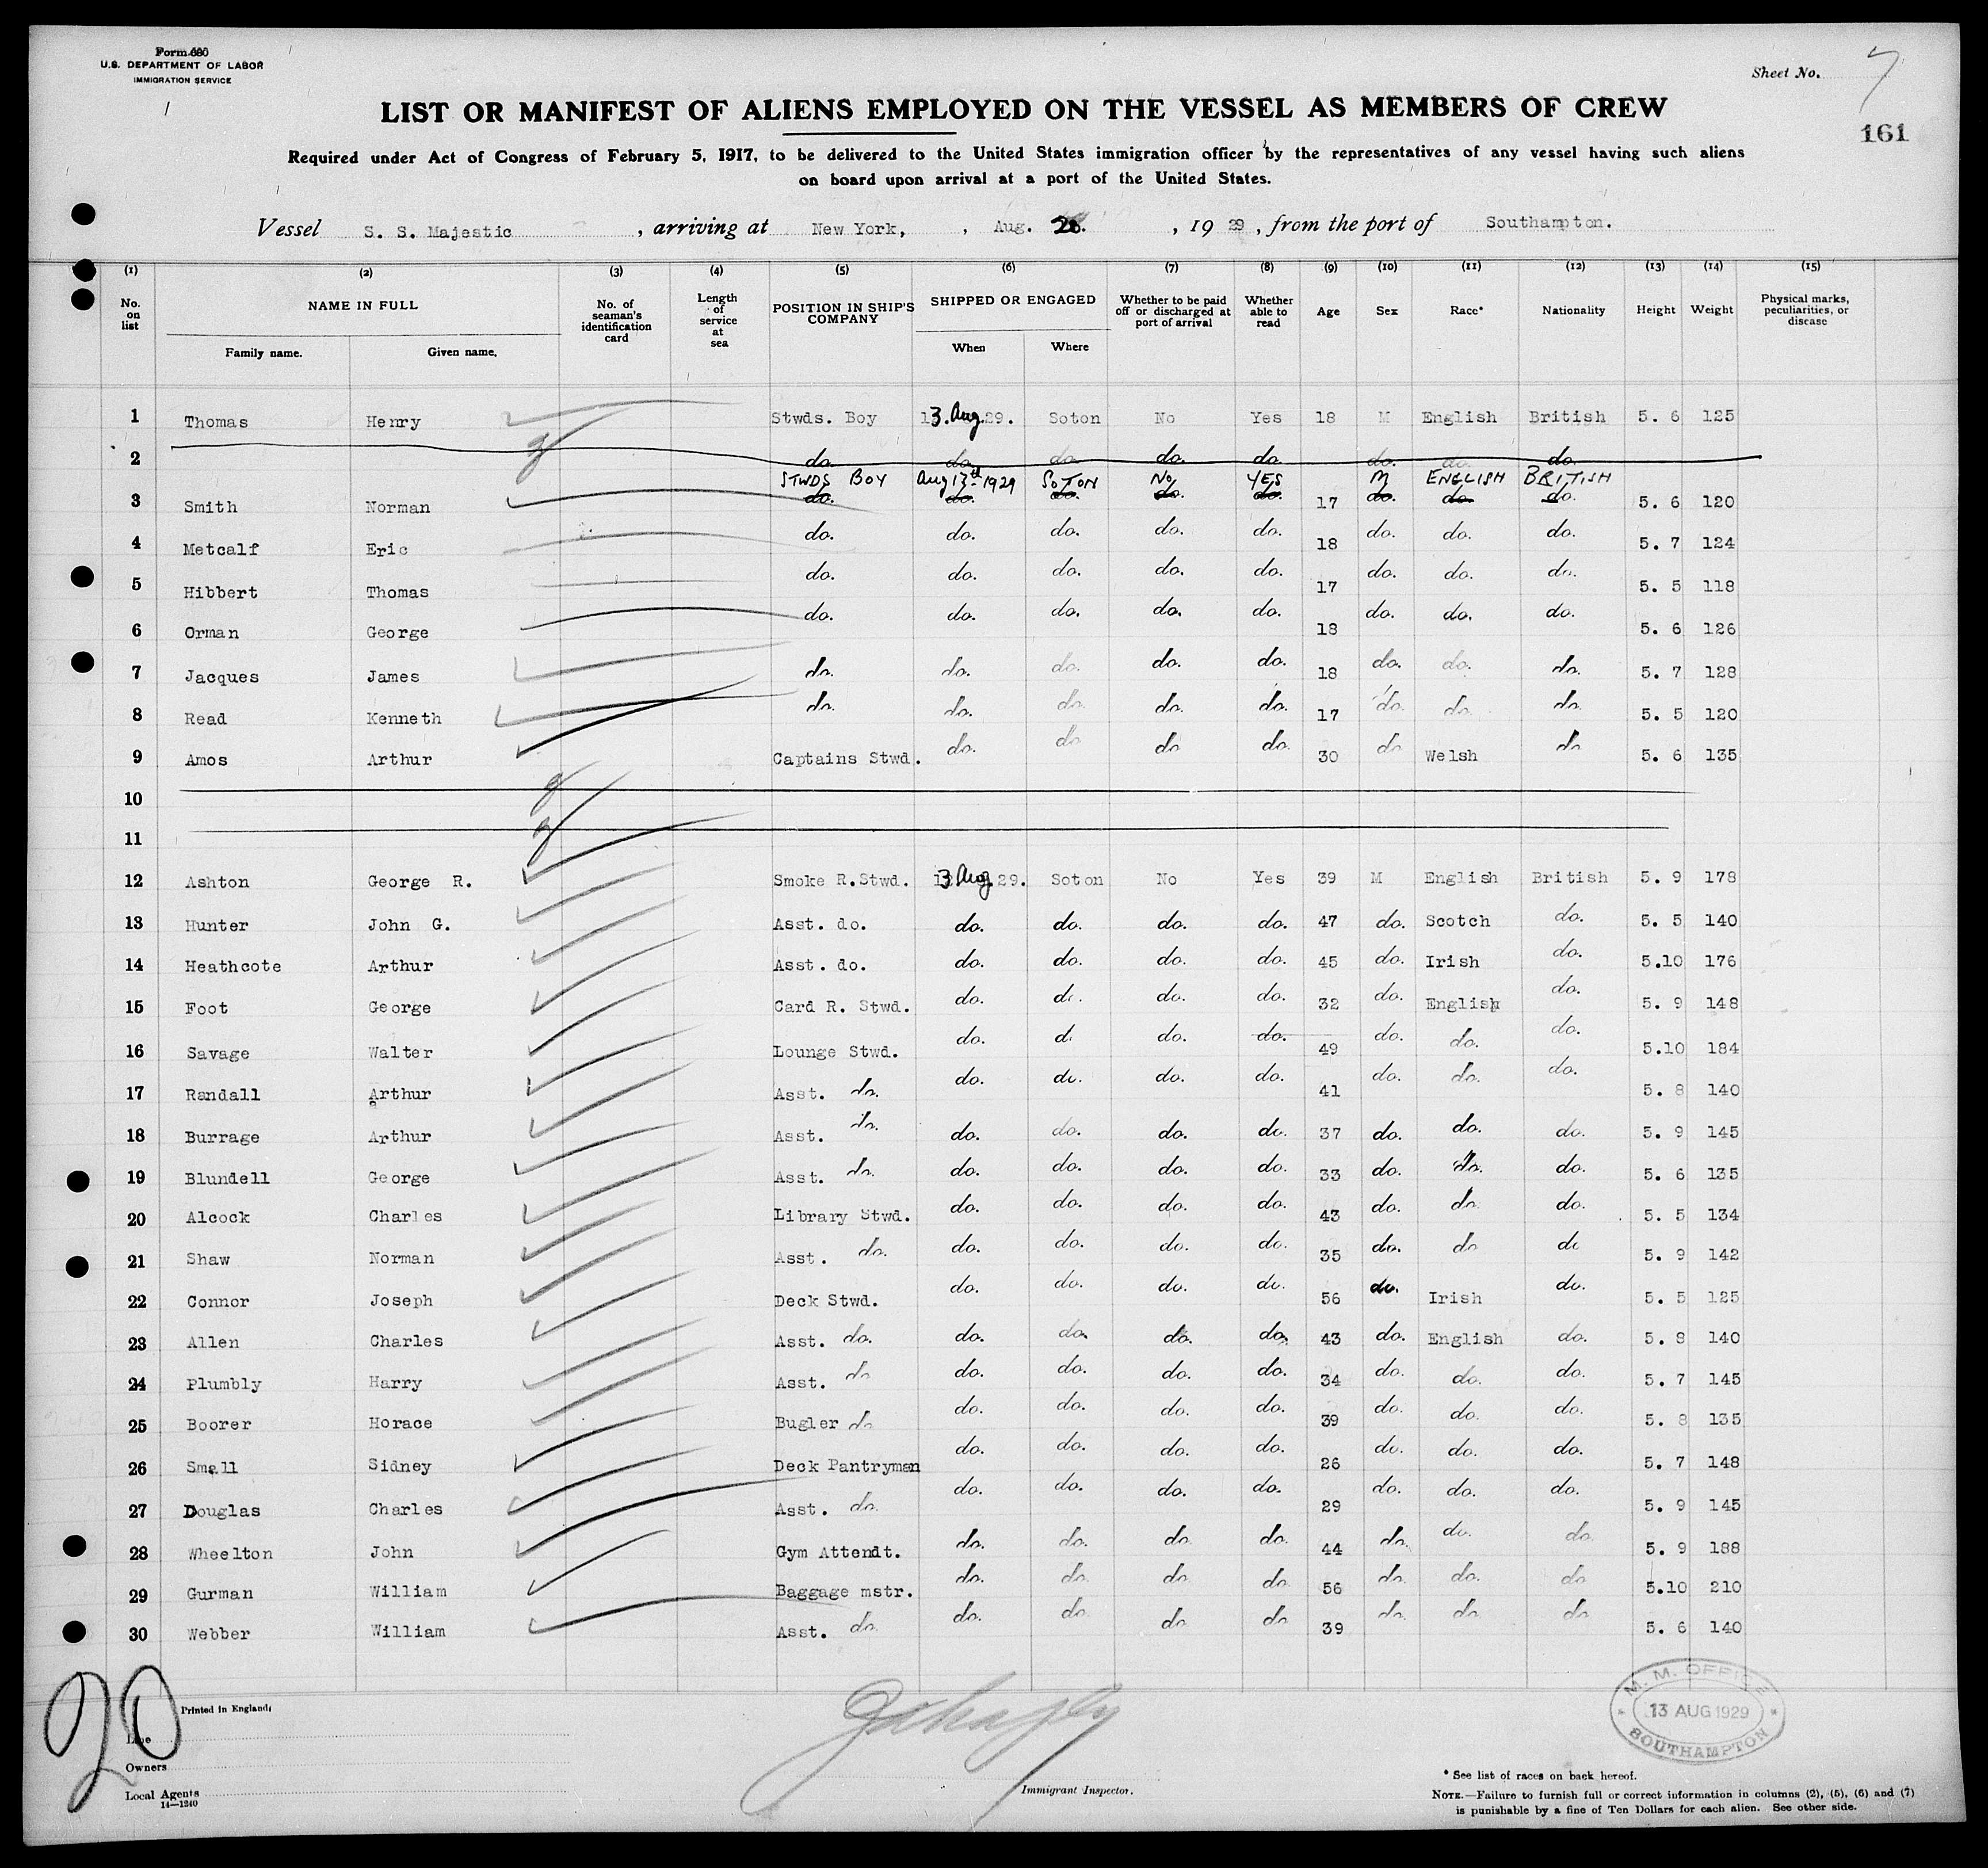 Form 680
U.S. DEPARTMENT OF LABOR
IMMIGRATION SERVICE
Sheet No. 7
LIST OR MANIFEST OF ALIENS EMPLOYED ON THE VESSEL AS MEMBERS OF CREW
161
Required under Act of Congress of February 5, 1917, to be delivered to the United States immigration officer by the representatives of any vessel having such aliens
on board upon arrival at a port of the United States.
Vessel S. S. Majestic , arriving at New York, , Aug. 20. , 19 29 , from the port of Southampton.
(1) (2) (3) (4) (5) (6) (7) (8) (9) (10) (11) (12) (13) (14) (15)
No. on list NAME IN FULL No. of seaman's identification card Length of service at sea POSITION IN SHIP'S COMPANY SHIPPED OR ENGAGED Whether to be paid off or discharged at port of arrival Whether able to read Age Sex Race* Nationality Height Weight Physical marks, peculiarities, or disease
Family name. Given name. When Where
1 Thomas Henry Stwds. Boy 13. Aug. 29. Soton No Yes 18 M English British 5. 6 125
2 do. do. do. do. do. do. do. do.
STWDS BOY Aug 13th 1929 SOTON No YES M ENGLISH BRITISH
3 Smith Norman do. do. do. do. do. 17 do. do. do. 5. 6 120
4 Metcalf Eric do. do. do. do. do. 18 do. do. do. 5. 7 124
5 Hibbert Thomas do. do. do. do. do. 17 do. do. do. 5. 5 118
6 Orman George do. do. do. do. do. 18 do. do. do. 5. 6 126
7 Jacques James do. do. do. do. do. 18 do. do. do. 5. 7 128
8 Read Kenneth do. do. do. do. do. 17 do. do. do. 5. 5 120
9 Amos Arthur Captains Stwd. do. do do do. 30 do Welsh do 5. 6 135
10
11
12 Ashton George R. Smoke R.Stwd. 13 Aug. 29. Soton No Yes 39 M English British 5. 9 178
13 Hunter John G. Asst. do. do. do. do. do. 47 do. Scotch do. 5. 5 140
14 Heathcote Arthur Asst. do. do. do. do. do. 45 do. Irish do. 5.10 176
15 Foot George Card R. Stwd. do. do. do. do. 32 do. English do. 5. 9 148
16 Savage Walter Lounge Stwd. do. do. do. do. 49 do. do. do. 5.10 184
17 Randall Arthur Asst. do. do. do. do. do. 41 do. do. do. 5. 8 140
18 Burrage Arthur Asst. do. do. do. do. do. 37 do. do. do. 5. 9 145
19 Blundell George Asst. do. do. do. do. do. 33 do. do. do. 5. 6 135
20 Alcock Charles Library Stwd. do. do. do. do. 43 do. do. do. 5. 5 134
21 Shaw Norman Asst. do. do. do. do. do. 35 do. do do 5. 9 142
22 Connor Joseph Deck Stwd. do. do. do. do. 56 do. Irish do. 5. 5 125
23 Allen Charles Asst. do. do. do. do. do. 43 do. English do. 5. 8 140
24 Plumbly Harry Asst. do do. do. do. do. 34 do. do. do. 5. 7 145
25 Boorer Horace Bugler do do. do. do. do. 39 do. do. do. 5. 8 135
26 Small Sidney Deck Pantryman do. do. do. do. 26 do. do. do. 5. 7 148
27 Douglas Charles Asst. do. do. do. do. do. 29 do. do. do. 5. 9 145
28 Wheelton John Gym Attendt. do. do. do. do. 44 do. do. do. 5. 9 188
29 Gurman William Baggage mstr. do. do. do do. 56 do. do. do 5.10 210
30 Webber William Asst. do. do. do. do do 39 do. do. do 5. 6 140
20
Printed in England:
Line
Owners
Local Agents
14—1240
Immigrant Inspector.
M. M. OFFICE
13 AUG 1929
SOUTHAMPTON
* See list of races on back hereof.
NOTE.—Failure to furnish full or correct information in columns (2), (5), (6) and (7)
is punishable by a fine of Ten Dollars for each alien. See other side.